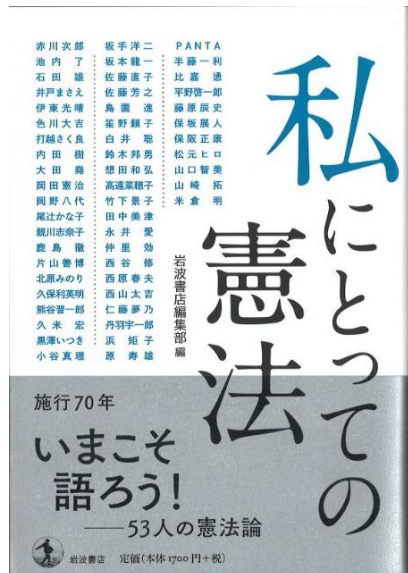 私にとっての
憲法
岩波書店編集部 編
赤川次郎
池内 了
石田 雄
井戸まさえ
伊東光晴
色川大吉
打越さく良
内田 樹
大田 堯
岡田憲治
岡野八代
尾辻かな子
親川志奈子
鹿島 徹
片山善博
北原みのり
久保利英明
熊谷晋一郎
久米 宏
黒澤いつき
小谷真理
坂手洋二
坂本龍一
佐藤直子
佐藤芳之
島薗 進
笙野頼子
白井 聡
鈴木邦男
想田和弘
高遠菜穂子
竹下景子
田中美津
永井 愛
仲里 効
西谷 修
西原春夫
西山太吉
仁藤夢乃
丹羽宇一郎
浜 矩子
原 寿雄
PANTA
半藤一利
比嘉 慂
平野啓一郎
藤原辰史
保坂展人
保阪正康
松元ヒロ
山口智美
山崎 拓
米倉 明
施行70年
いまこそ
語ろう!
──53人の憲法論
岩波書店 定価(本体1700円+税)